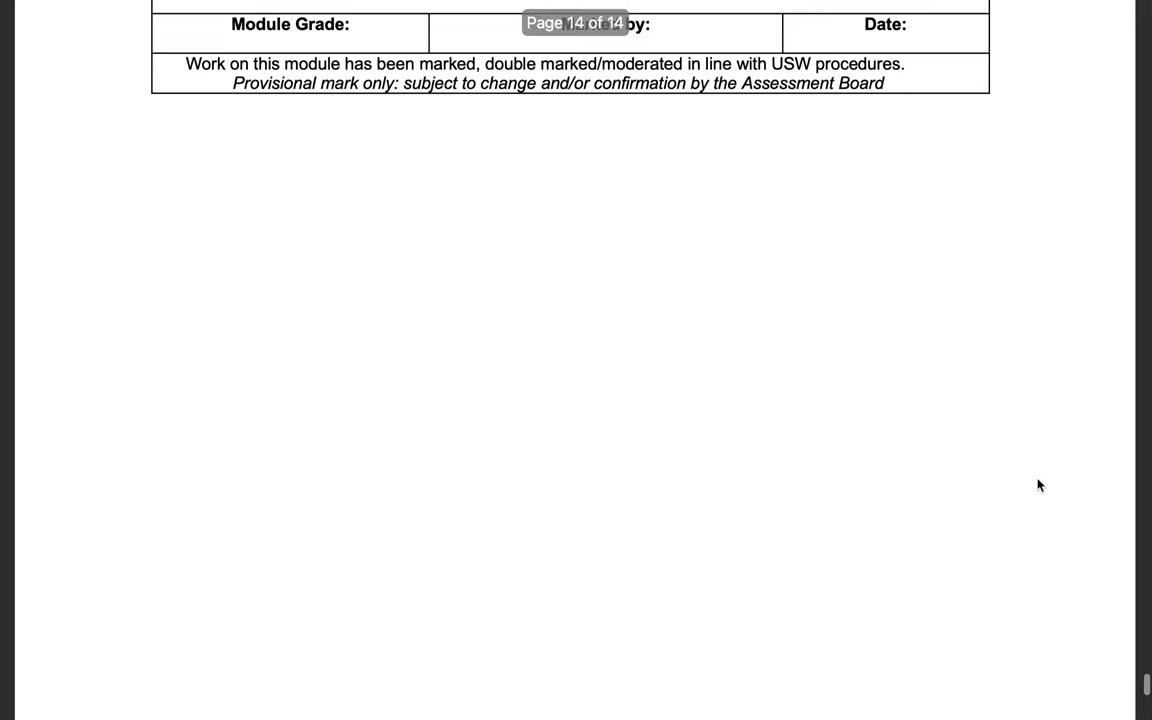 Module Grade:
Page 14 of 14
by:
Date:
Work on this module has been marked, double marked/moderated in line with USW procedures.
Provisional mark only: subject to change and/or confirmation by the Assessment Board